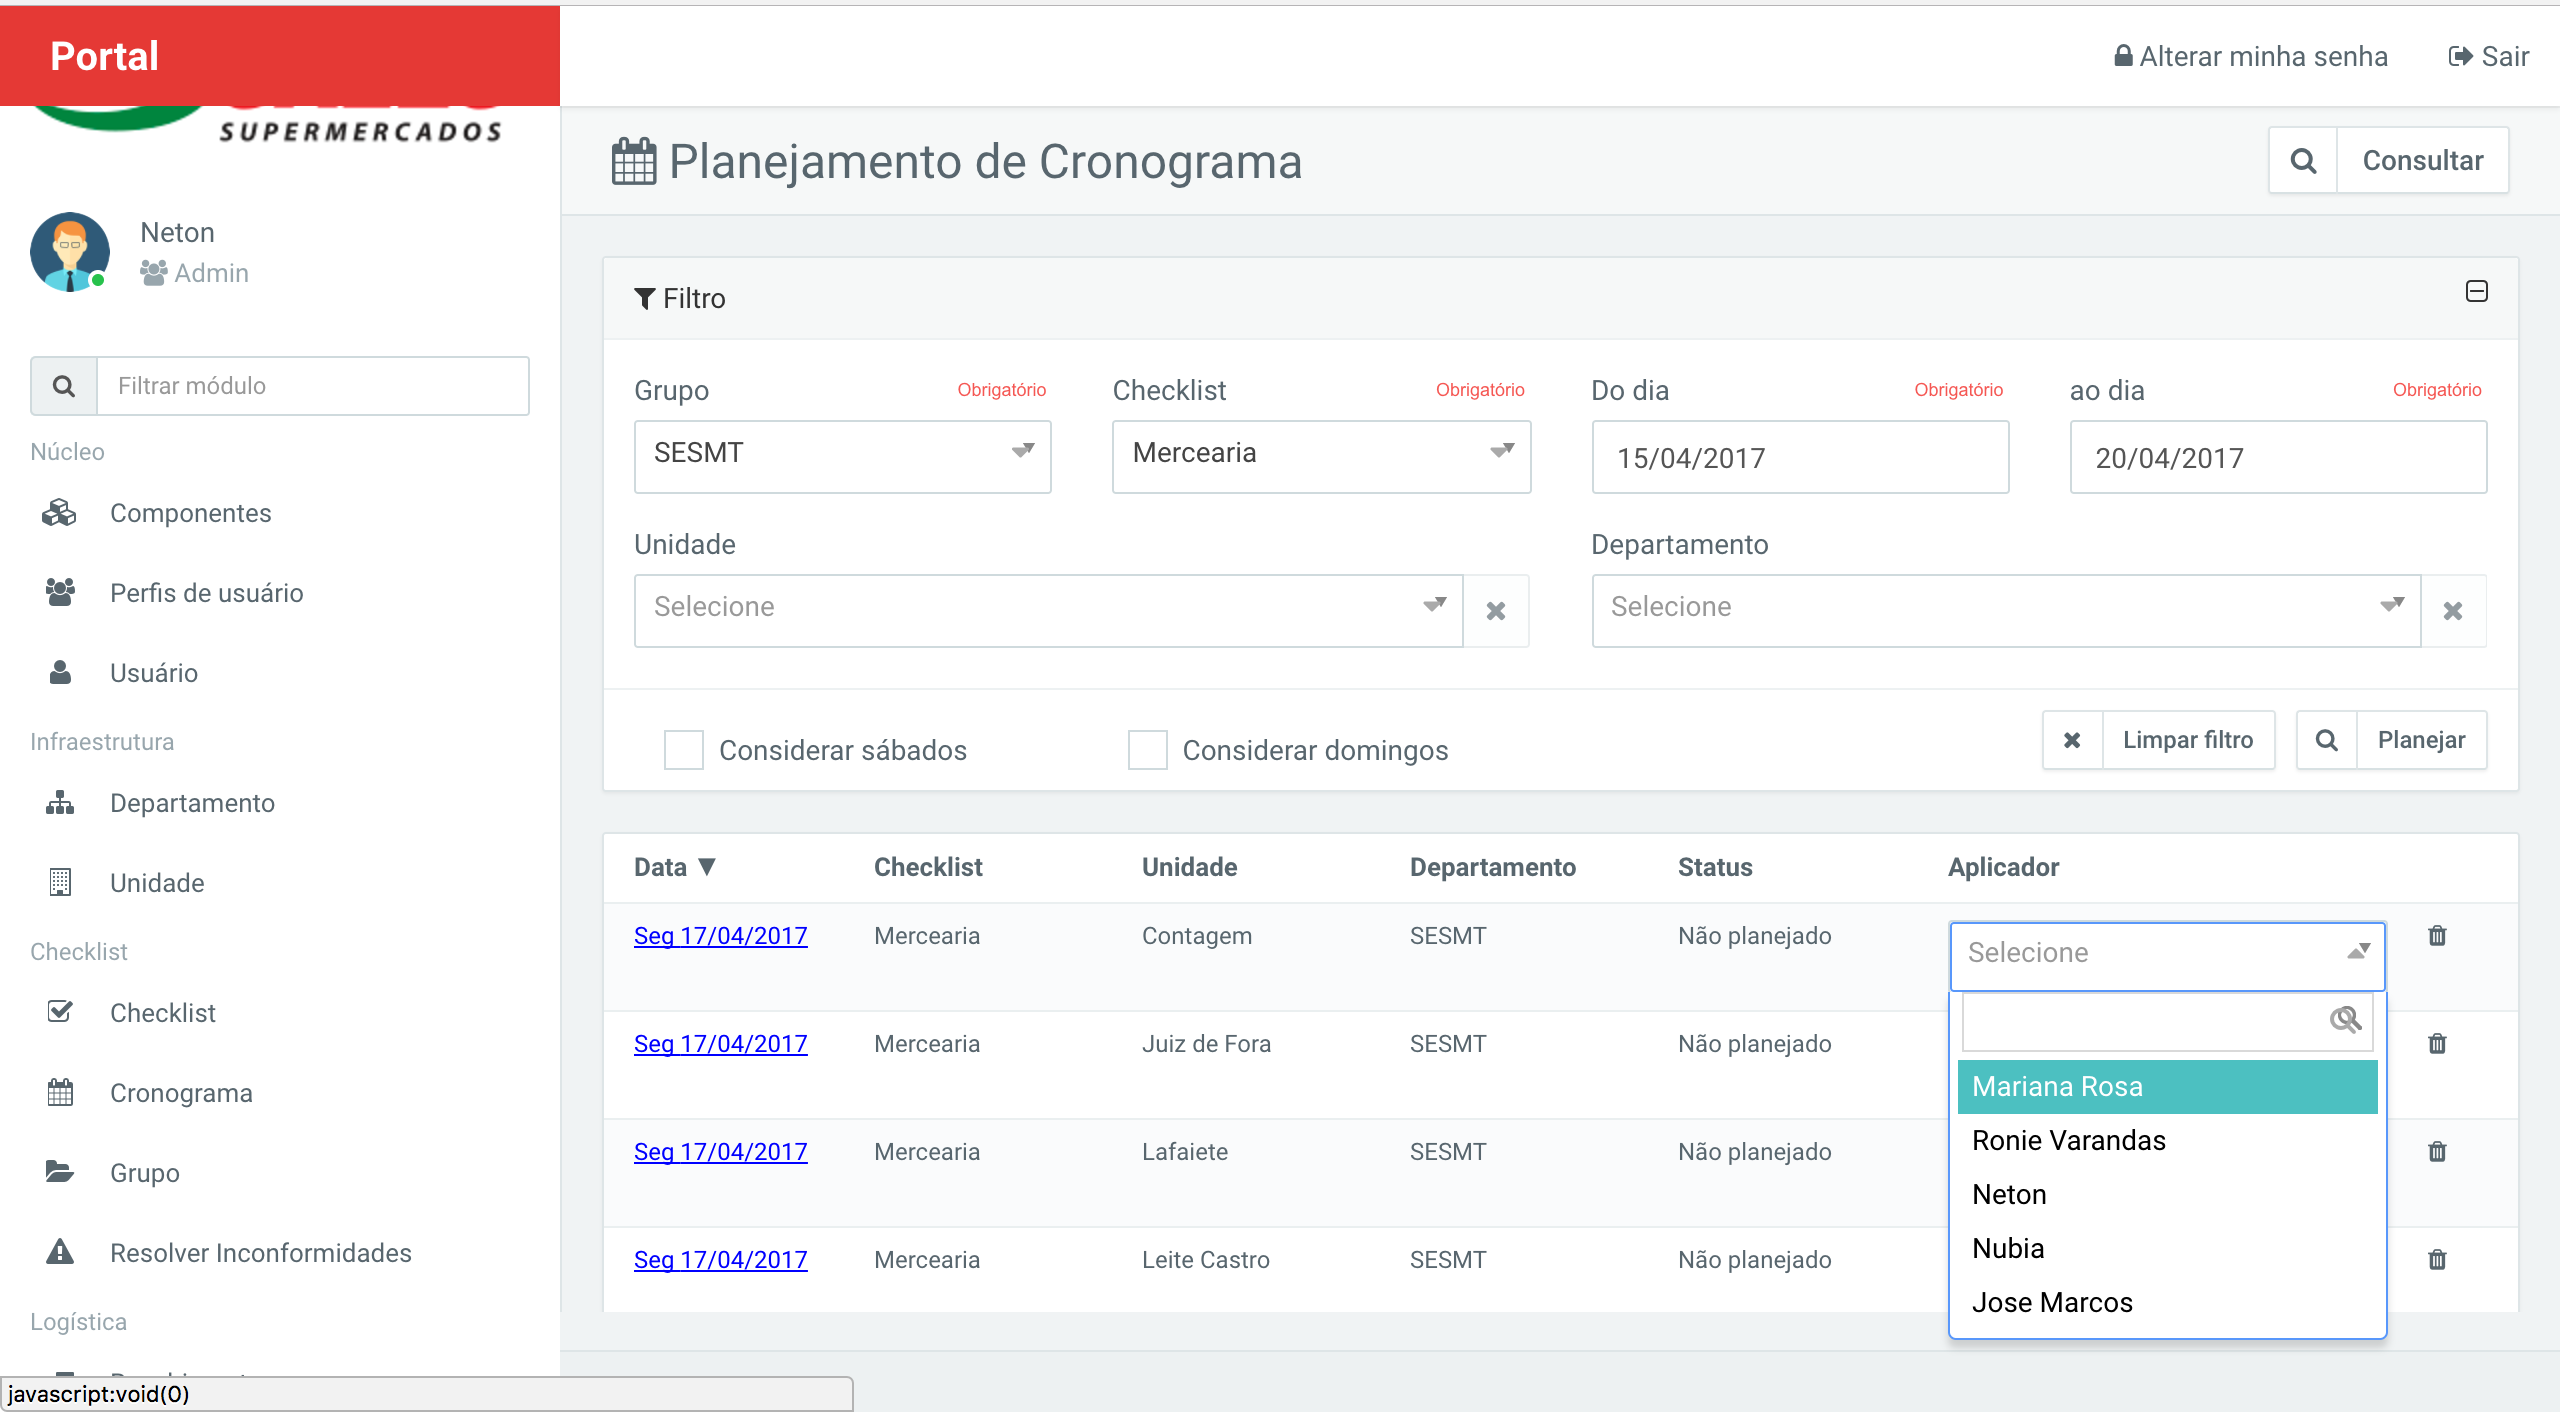 Portal
Alterar minha senha
Sair
SUPERMERCADOS
Neton
Admin
Filtrar módulo
Núcleo
Componentes
Perfis de usuário
Usuário
Infraestrutura
Departamento
Unidade
Checklist
Checklist
Cronograma
Grupo
Resolver Inconformidades
Logística
javascript:void(0)
Planejamento de Cronograma
Consultar
Filtro
Grupo Obrigatório Checklist Obrigatório Do dia Obrigatório ao dia Obrigatório
SESMT Mercearia 15/04/2017 20/04/2017
Unidade Departamento
Selecione Selecione
Considerar sábados Considerar domingos Limpar filtro Planejar
Data ▼ Checklist Unidade Departamento Status Aplicador
Seg 17/04/2017 Mercearia Contagem SESMT Não planejado Selecione
Seg 17/04/2017 Mercearia Juiz de Fora SESMT Não planejado
Seg 17/04/2017 Mercearia Lafaiete SESMT Não planejado
Seg 17/04/2017 Mercearia Leite Castro SESMT Não planejado
Mariana Rosa
Ronie Varandas
Neton
Nubia
Jose Marcos